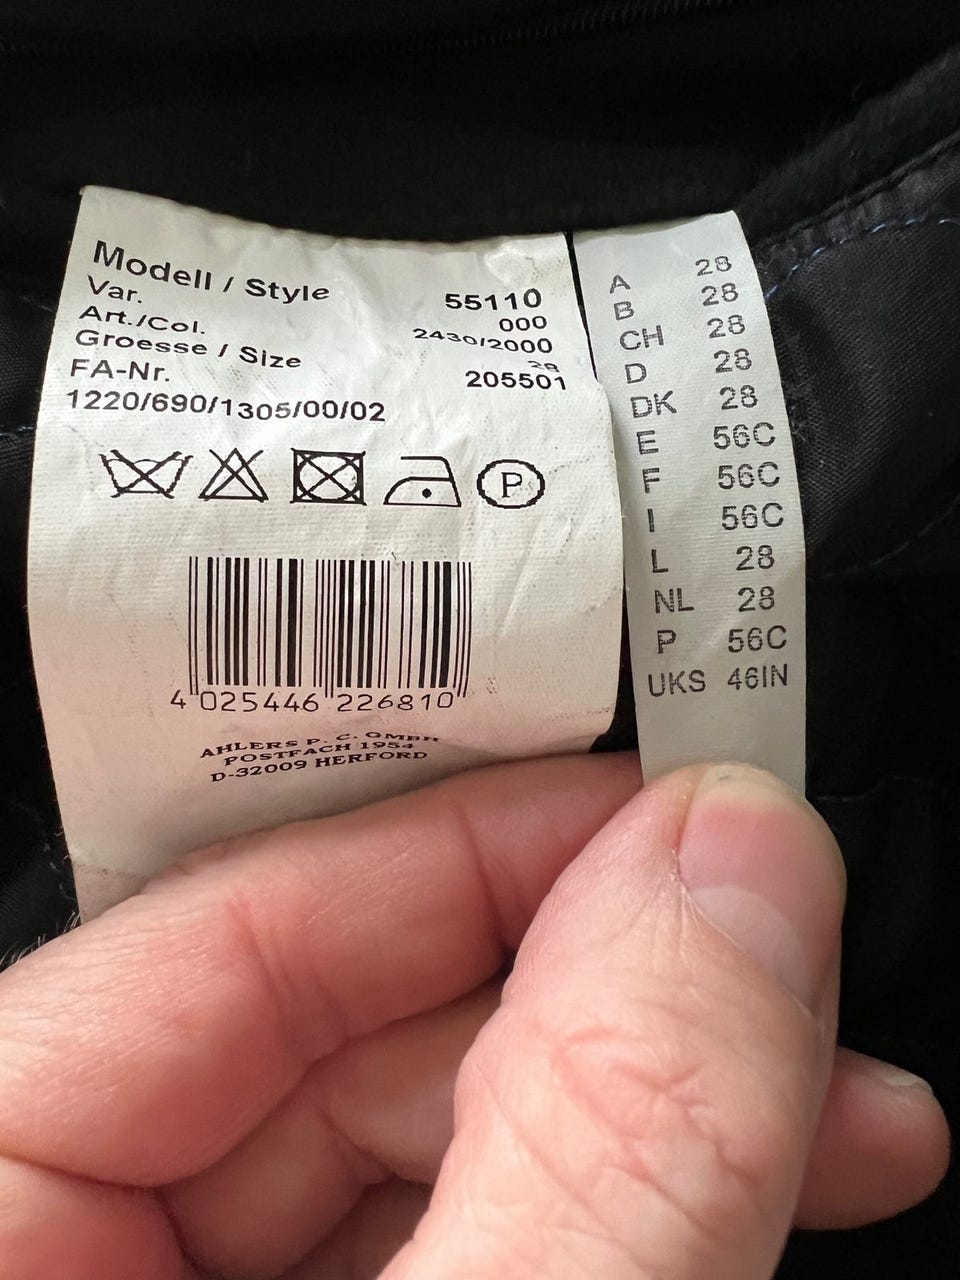 Modell / Style 55110
Var. 000
Art./Col. 2430/2000
Groesse / Size 28
FA-Nr. 205501
1220/690/1305/00/02
P
4 025446 226810
AHLERS P. C. GMBH
POSTFACH 1954
D-32009 HERFORD
A 28
B 28
CH 28
D 28
DK 28
E 56C
F 56C
I 56C
L 28
NL 28
P 56C
UKS 46IN